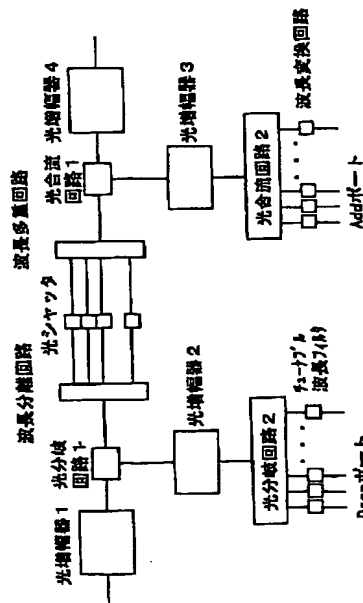 光増幅器1
光分岐
回路1
波長分離回路
光シャッタ
波長多重回路
光合流
回路1
光増幅器4
光増幅器2
光増幅器3
光分岐回路2
チューナブル
波長フィルタ
Dropポート
光合流回路2
波長変換回路
Addポート